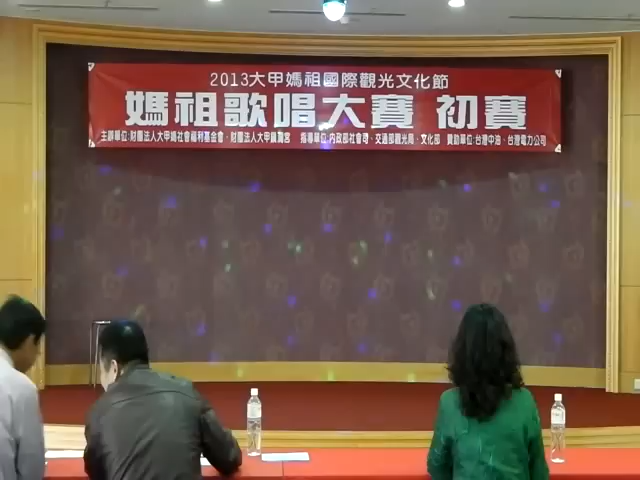 2013大甲媽祖國際觀光文化節
媽祖歌唱大賽 初賽
主辦單位:財團法人大甲媽社會福利基金會、財團法人大甲鎮瀾宮 指導單位:內政部社會司、交通部觀光局、文化部 贊助單位:台灣中油、台灣電力公司